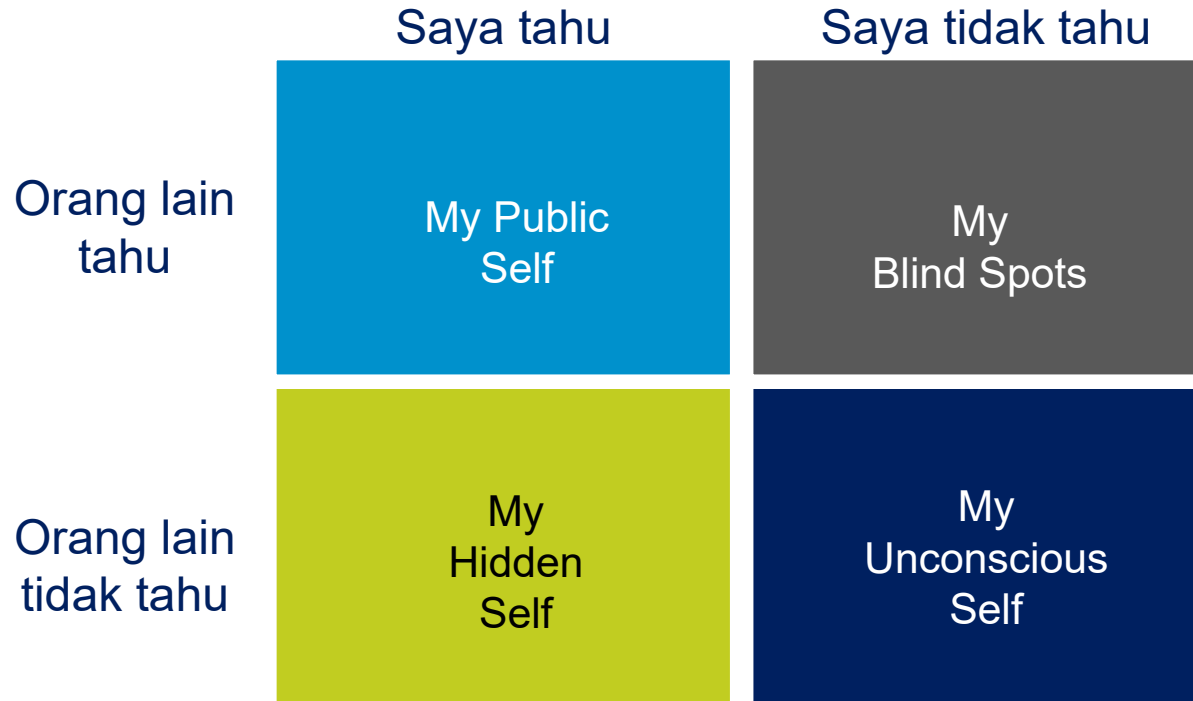 Saya tahu
Saya tidak tahu
Orang lain
tahu
My Public
Self
My
Blind Spots
Orang lain
tidak tahu
My
Hidden
Self
My
Unconscious
Self